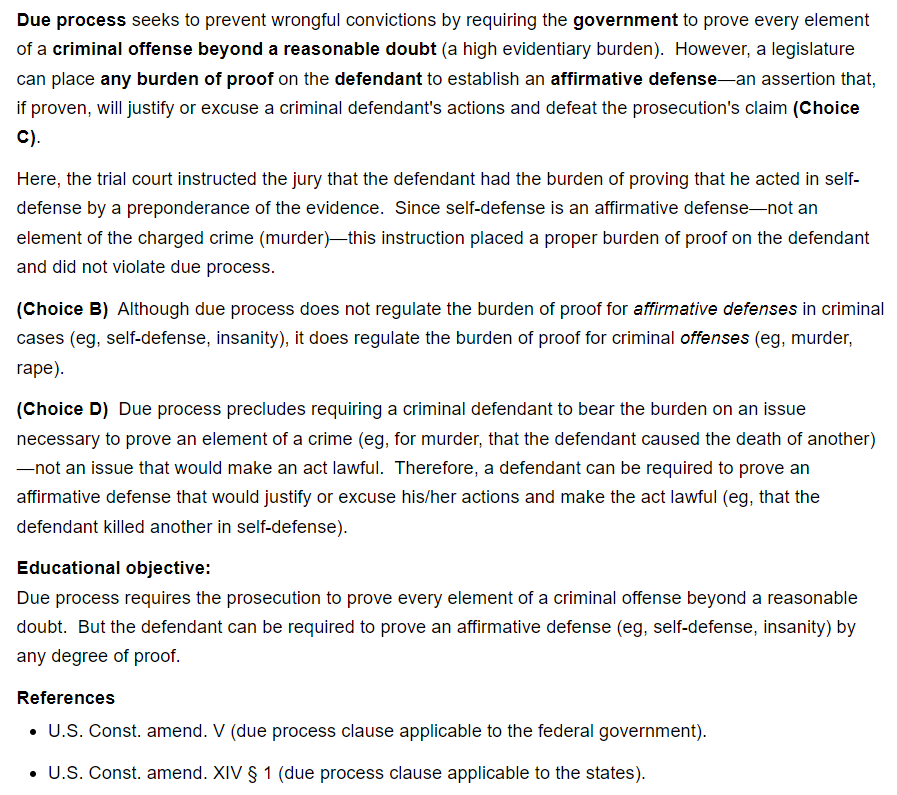 Due process seeks to prevent wrongful convictions by requiring the government to prove every element
of a criminal offense beyond a reasonable doubt (a high evidentiary burden).  However, a legislature
can place any burden of proof on the defendant to establish an affirmative defense—an assertion that,
if proven, will justify or excuse a criminal defendant's actions and defeat the prosecution's claim (Choice
C).
Here, the trial court instructed the jury that the defendant had the burden of proving that he acted in self-
defense by a preponderance of the evidence.  Since self-defense is an affirmative defense—not an
element of the charged crime (murder)—this instruction placed a proper burden of proof on the defendant
and did not violate due process.
(Choice B)  Although due process does not regulate the burden of proof for affirmative defenses in criminal
cases (eg, self-defense, insanity), it does regulate the burden of proof for criminal offenses (eg, murder,
rape).
(Choice D)  Due process precludes requiring a criminal defendant to bear the burden on an issue
necessary to prove an element of a crime (eg, for murder, that the defendant caused the death of another)
—not an issue that would make an act lawful.  Therefore, a defendant can be required to prove an
affirmative defense that would justify or excuse his/her actions and make the act lawful (eg, that the
defendant killed another in self-defense).
Educational objective:
Due process requires the prosecution to prove every element of a criminal offense beyond a reasonable
doubt.  But the defendant can be required to prove an affirmative defense (eg, self-defense, insanity) by
any degree of proof.
References
• U.S. Const. amend. V (due process clause applicable to the federal government).
• U.S. Const. amend. XIV § 1 (due process clause applicable to the states).